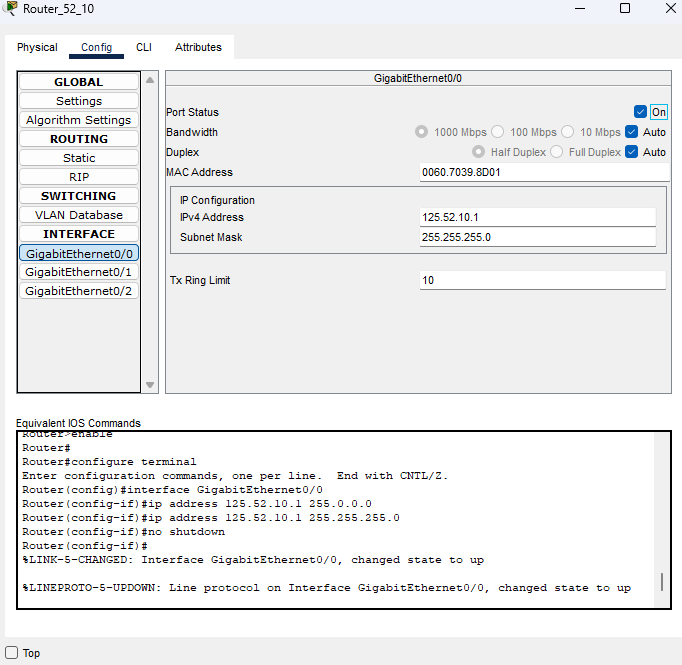 Router_52_10
Physical Config CLI Attributes
GLOBAL
Settings
Algorithm Settings
ROUTING
Static
RIP
SWITCHING
VLAN Database
INTERFACE
GigabitEthernet0/0
GigabitEthernet0/1
GigabitEthernet0/2
GigabitEthernet0/0
Port Status On
Bandwidth 1000 Mbps 100 Mbps 10 Mbps Auto
Duplex Half Duplex Full Duplex Auto
MAC Address 0060.7039.8D01
IP Configuration
IPv4 Address 125.52.10.1
Subnet Mask 255.255.255.0
Tx Ring Limit 10
Equivalent IOS Commands
Router>enable
Router#
Router#configure terminal
Enter configuration commands, one per line. End with CNTL/Z.
Router(config)#interface GigabitEthernet0/0
Router(config-if)#ip address 125.52.10.1 255.0.0.0
Router(config-if)#ip address 125.52.10.1 255.255.255.0
Router(config-if)#no shutdown
Router(config-if)#
%LINK-5-CHANGED: Interface GigabitEthernet0/0, changed state to up
%LINEPROTO-5-UPDOWN: Line protocol on Interface GigabitEthernet0/0, changed state to up
Top